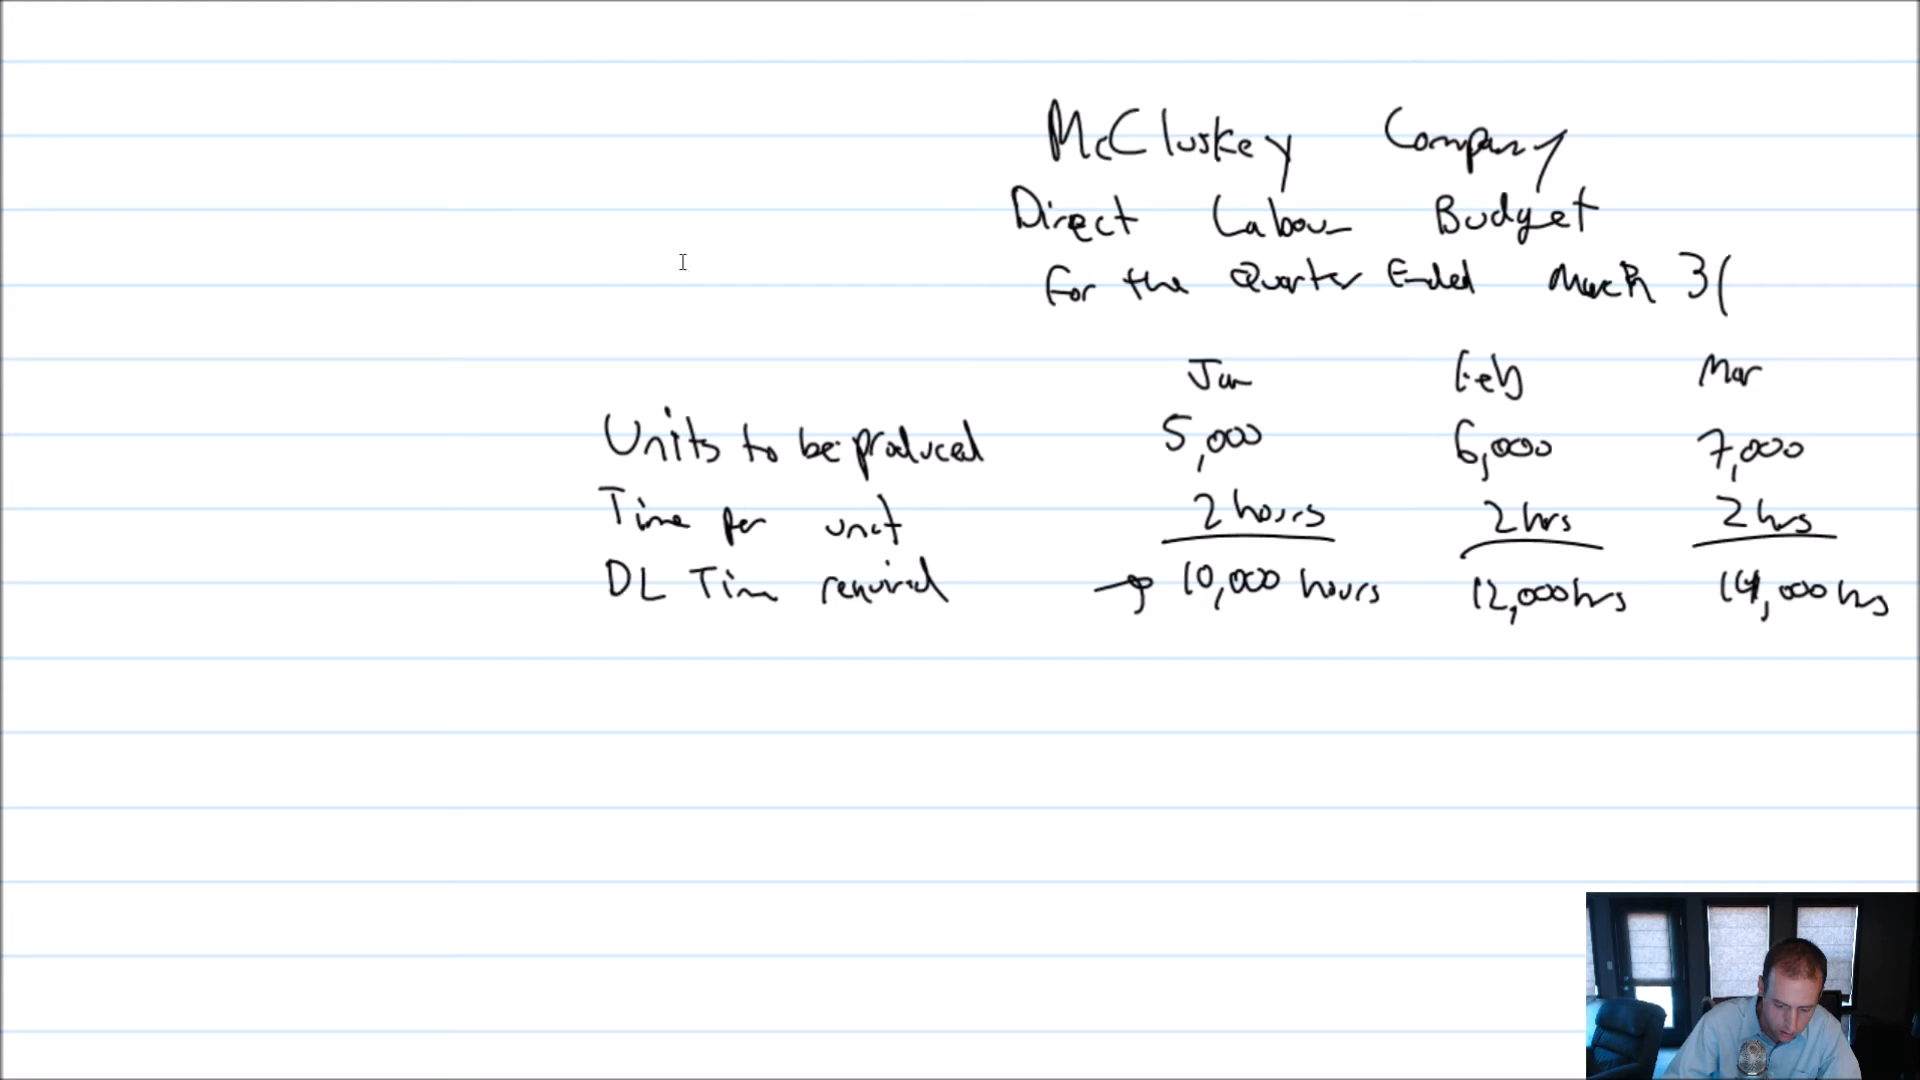 McCluskey Company
Direct Labour Budget
For the Quarter Ended March 31
Jan Feb Mar
Units to be produced 5,000 6,000 7,000
Time per unit 2 hours 2 hrs 2 hrs
DL Time required → 10,000 hours 12,000 hrs 14,000 hrs